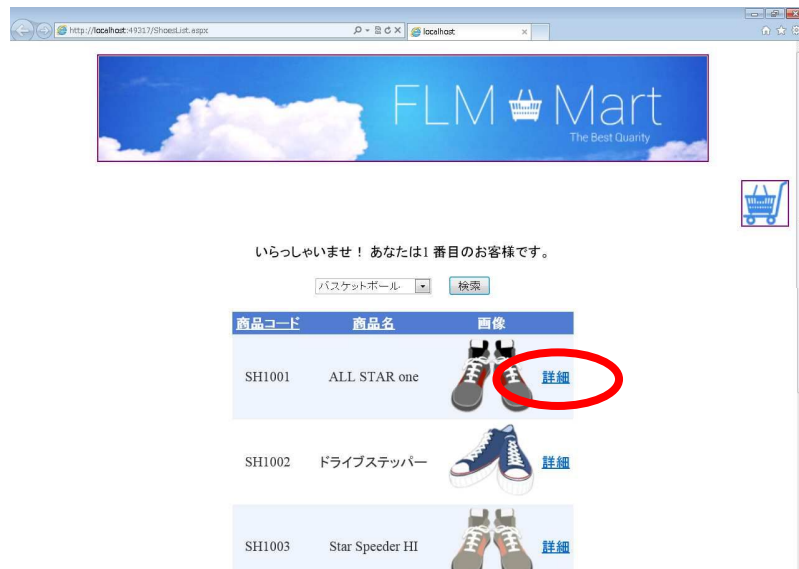 http://localhost:49317/ShoesList.aspx
localhost
FLM Mart
The Best Quarity
いらっしゃいませ！ あなたは1 番目のお客様です。
バスケットボール 検索
商品コード 商品名 画像
SH1001 ALL STAR one 詳細
SH1002 ドライブステッパー 詳細
SH1003 Star Speeder HI 詳細